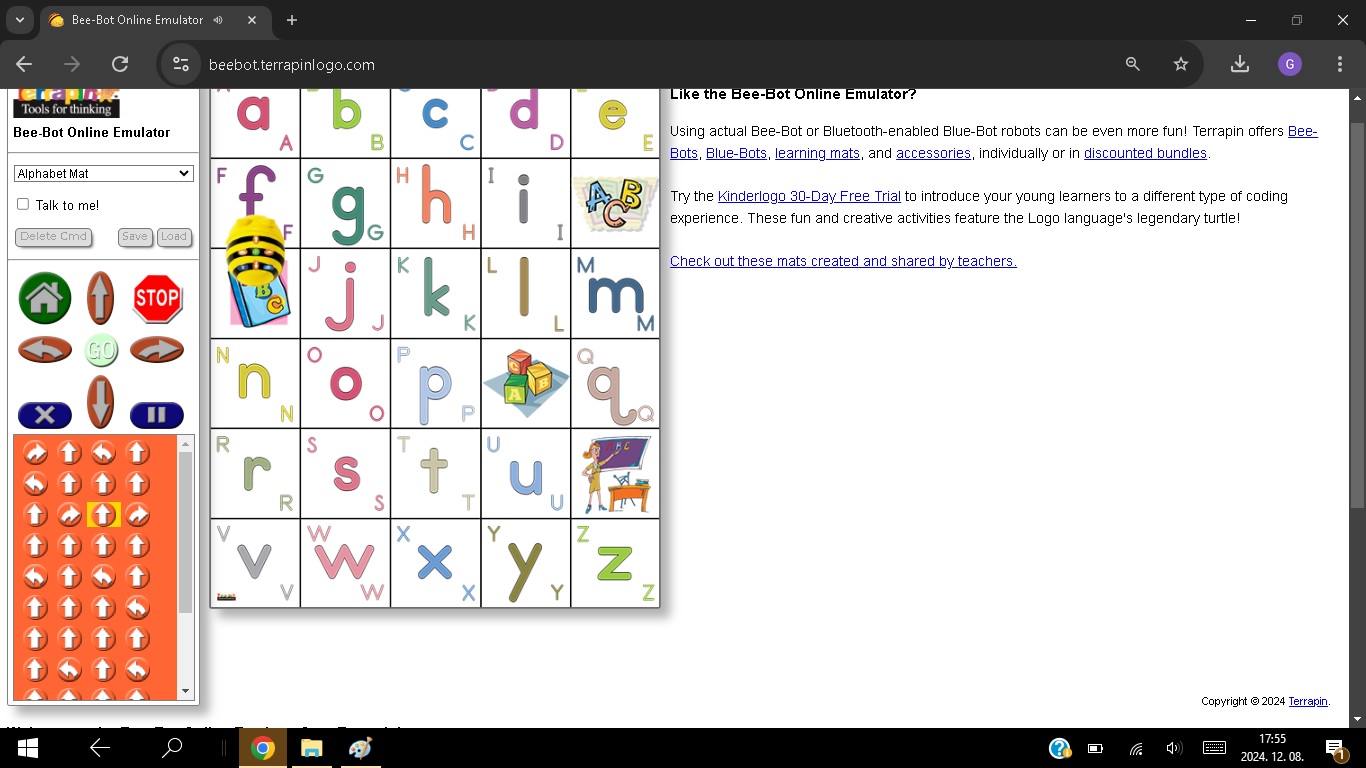 Bee-Bot Online Emulator
beebot.terrapinlogo.com
G
Tools for thinking
Bee-Bot Online Emulator
Alphabet Mat
Talk to me!
Delete Cmd Save Load
STOP
GO
a A b B c C d D e E
F f F G g G H h H I i I A B C
B C J j J K k K L l L M m M
N n N O o O P p P C A B Q q Q
R r R S s S T t T U u U A B C
V v V W w W X x X Y y Y Z z Z
Like the Bee-Bot Online Emulator?
Using actual Bee-Bot or Bluetooth-enabled Blue-Bot robots can be even more fun! Terrapin offers Bee-
Bots, Blue-Bots, learning mats, and accessories, individually or in discounted bundles.
Try the Kinderlogo 30-Day Free Trial to introduce your young learners to a different type of coding
experience. These fun and creative activities feature the Logo language's legendary turtle!
Check out these mats created and shared by teachers.
Copyright © 2024 Terrapin.
17:55
2024. 12. 08.
1